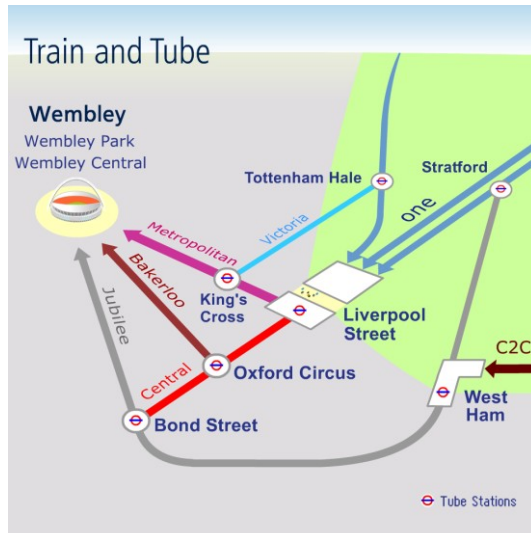 Train and Tube
Wembley
Wembley Park
Wembley Central
Tottenham Hale
Stratford
one
Victoria
Metropolitan
Bakerloo
Jubilee
King's
Cross
Liverpool
Street
C2C
Central
Oxford Circus
West
Ham
Bond Street
Tube Stations